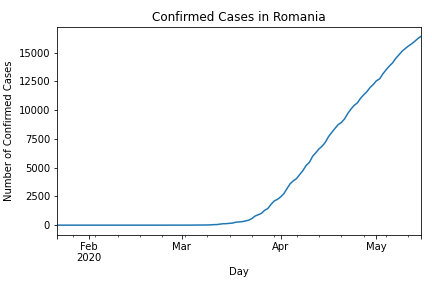 Confirmed Cases in Romania
Number of Confirmed Cases
15000
12500
10000
7500
5000
2500
0
Feb
2020
Mar
Apr
May
Day